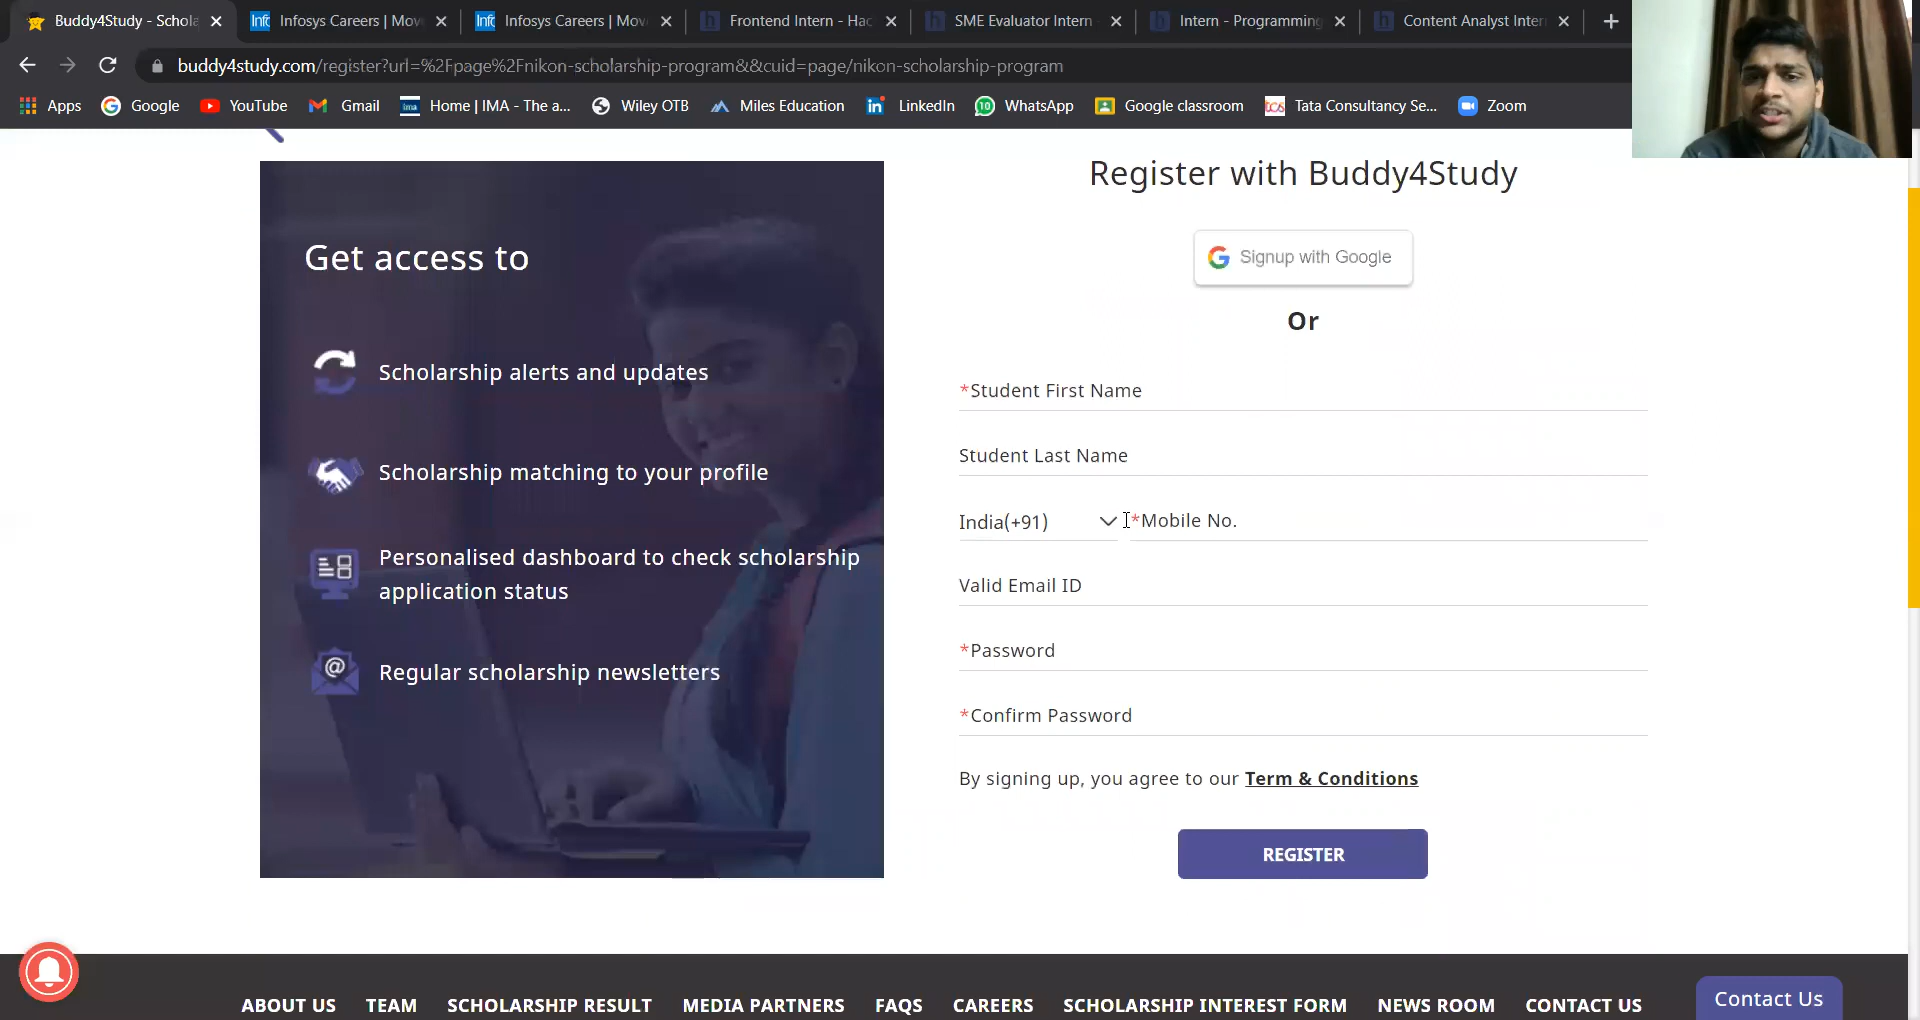 Buddy4Study - Schola
Infosys Careers | Mov
Infosys Careers | Mov
Frontend Intern - Hac
SME Evaluator Intern
Intern - Programming
Content Analyst Inter
buddy4study.com/register?url=%2Fpage%2Fnikon-scholarship-program&&cuid=page/nikon-scholarship-program
Apps
Google
YouTube
Gmail
ima
Home | IMA - The a...
Wiley OTB
Miles Education
LinkedIn
10
WhatsApp
Google classroom
tcs
Tata Consultancy Se...
Zoom
Get access to
Scholarship alerts and updates
Scholarship matching to your profile
Personalised dashboard to check scholarship
application status
Regular scholarship newsletters
Register with Buddy4Study
Signup with Google
Or
*Student First Name
Student Last Name
India(+91)
*Mobile No.
Valid Email ID
*Password
*Confirm Password
By signing up, you agree to our Term & Conditions
REGISTER
ABOUT US TEAM SCHOLARSHIP RESULT MEDIA PARTNERS FAQS CAREERS SCHOLARSHIP INTEREST FORM NEWS ROOM CONTACT US
Contact Us